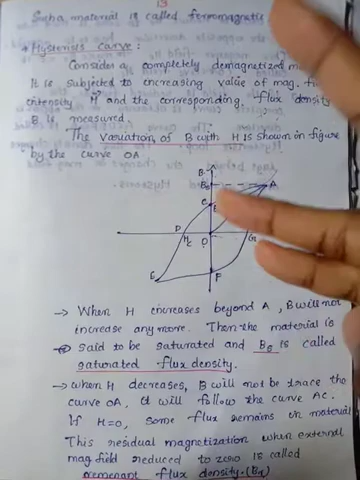 13
Such a material is called ferromagnetic
* Hysterisis Curve :
Consider a completely demagnetized
It is subjected to increasing value of mag.
intensity "H" and the corresponding flux density
B is measured
The variation of B with H is shown in figure
by the curve OA
B
Bs
A
C
D
Hc
O
G
E
F
→ When H increases beyond A, B will not
increase any more. Then the material is
said to be saturated and Bs is called
saturated flux density.
→ when H decreases, B will not be trace the
curve OA, it will follow the curve AC.
If H=0, some flux remains in material
This residual magnetization when external
mag field reduced to zero is called
remenant flux density. (Br)